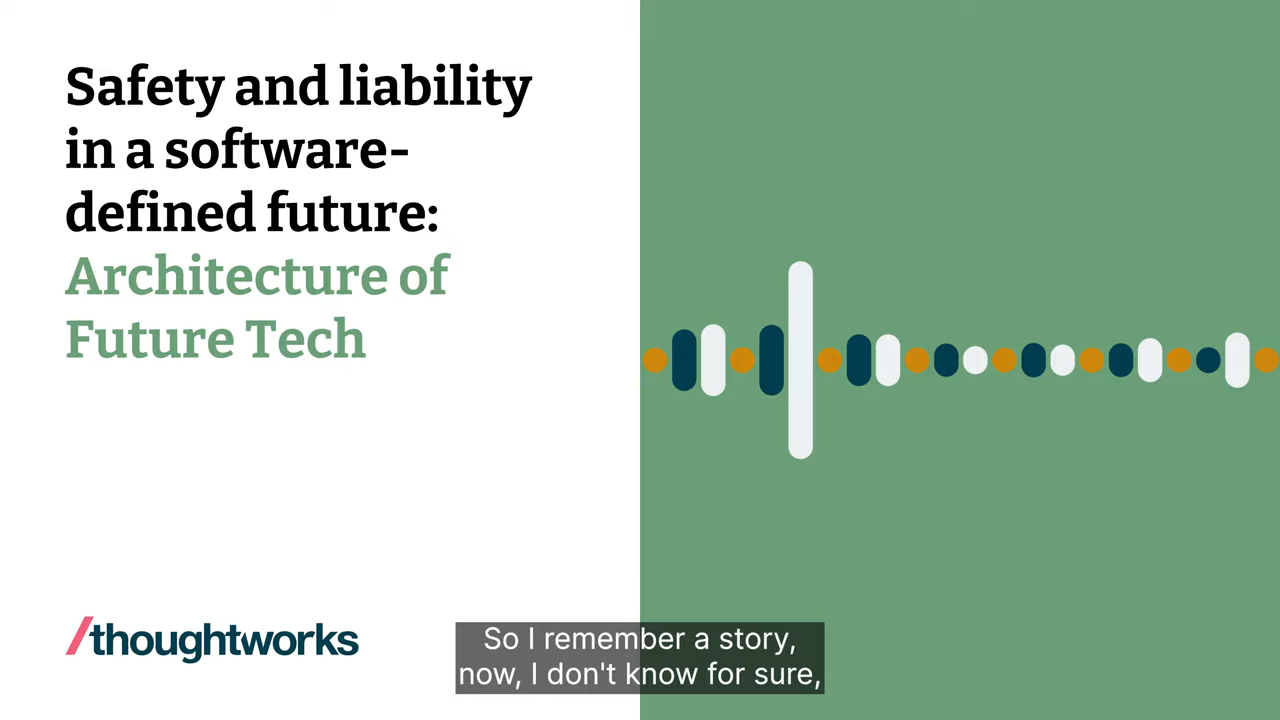 Safety and liability
in a software-
defined future:
Architecture of
Future Tech
/thoughtworks
So I remember a story,
now, I don't know for sure,